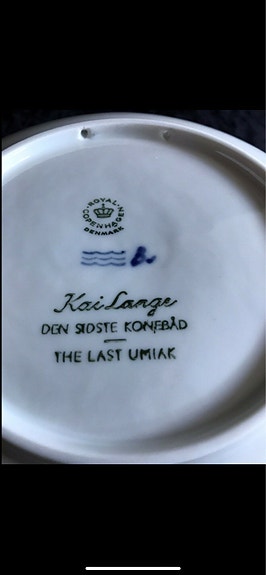 ROYAL
COPENHAGEN
DENMARK
Kai Lange
DEN SIDSTE KONEBÅD
THE LAST UMIAK